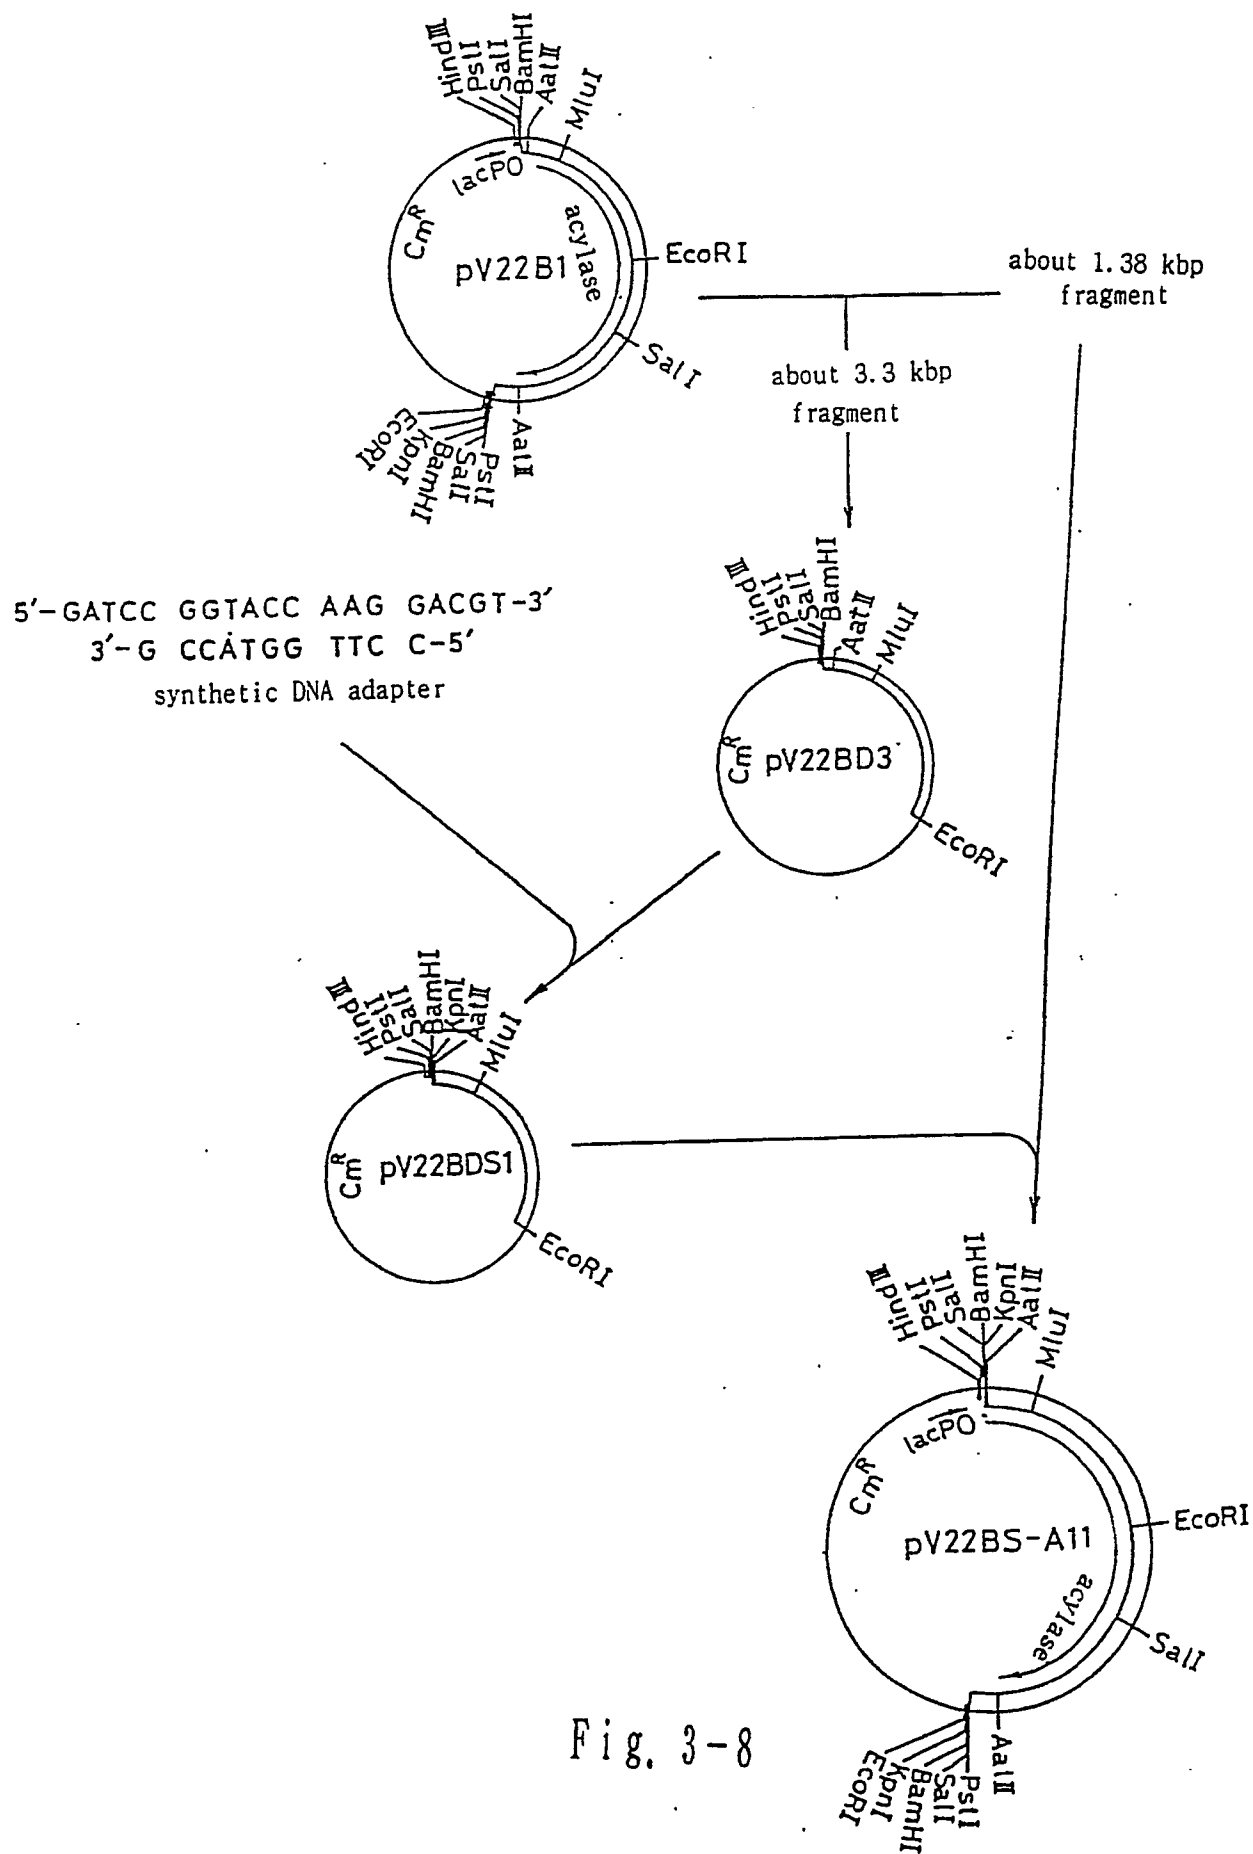 HindⅢ
PstI
SalI
BamHI
AatⅡ
MluI
lacPO
CmR
acylase
pV22B1
EcoRI
SalI
AatⅡ
PstI
SalI
BamHI
KpnI
EcoRI
about 1.38 kbp
fragment
about 3.3 kbp
fragment
5′-GATCC GGTACC AAG GACGT-3′
3′-G CCATGG TTC C-5′
synthetic DNA adapter
HindⅢ
PstI
SalI
BamHI
AatⅡ
MluI
CmR
pV22BD3
EcoRI
HindⅢ
PstI
SalI
BamHI
KpnI
AatⅡ
MluI
CmR
pV22BDS1
EcoRI
HindⅢ
PstI
SalI
BamHI
KpnI
AatⅡ
MluI
lacPO
CmR
pV22BS-A11
acylase
EcoRI
SalI
AatⅡ
PstI
SalI
BamHI
KpnI
EcoRI
Fig. 3-8